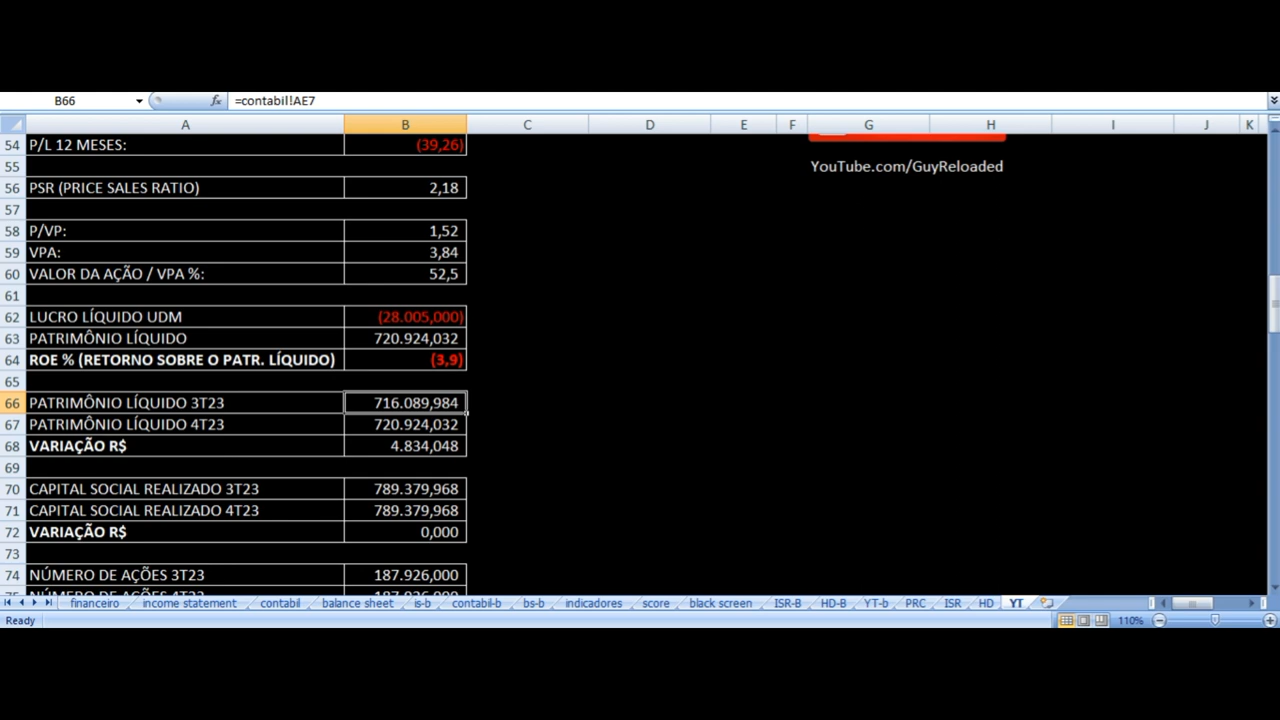 B66 fx =contabil!AE7
A B C D E F G H I J K
54 P/L 12 MESES: (39,26)
55 YouTube.com/GuyReloaded
56 PSR (PRICE SALES RATIO) 2,18
57
58 P/VP: 1,52
59 VPA: 3,84
60 VALOR DA AÇÃO / VPA %: 52,5
61
62 LUCRO LÍQUIDO UDM (28.005,000)
63 PATRIMÔNIO LÍQUIDO 720.924,032
64 ROE % (RETORNO SOBRE O PATR. LÍQUIDO) (3,9)
65
66 PATRIMÔNIO LÍQUIDO 3T23 716.089,984
67 PATRIMÔNIO LÍQUIDO 4T23 720.924,032
68 VARIAÇÃO R$ 4.834,048
69
70 CAPITAL SOCIAL REALIZADO 3T23 789.379,968
71 CAPITAL SOCIAL REALIZADO 4T23 789.379,968
72 VARIAÇÃO R$ 0,000
73
74 NÚMERO DE AÇÕES 3T23 187.926,000
financeiro income statement contabil balance sheet is-b contabil-b bs-b indicadores score black screen ISR-B HD-B YT-b PRC ISR HD YT
Ready 110%